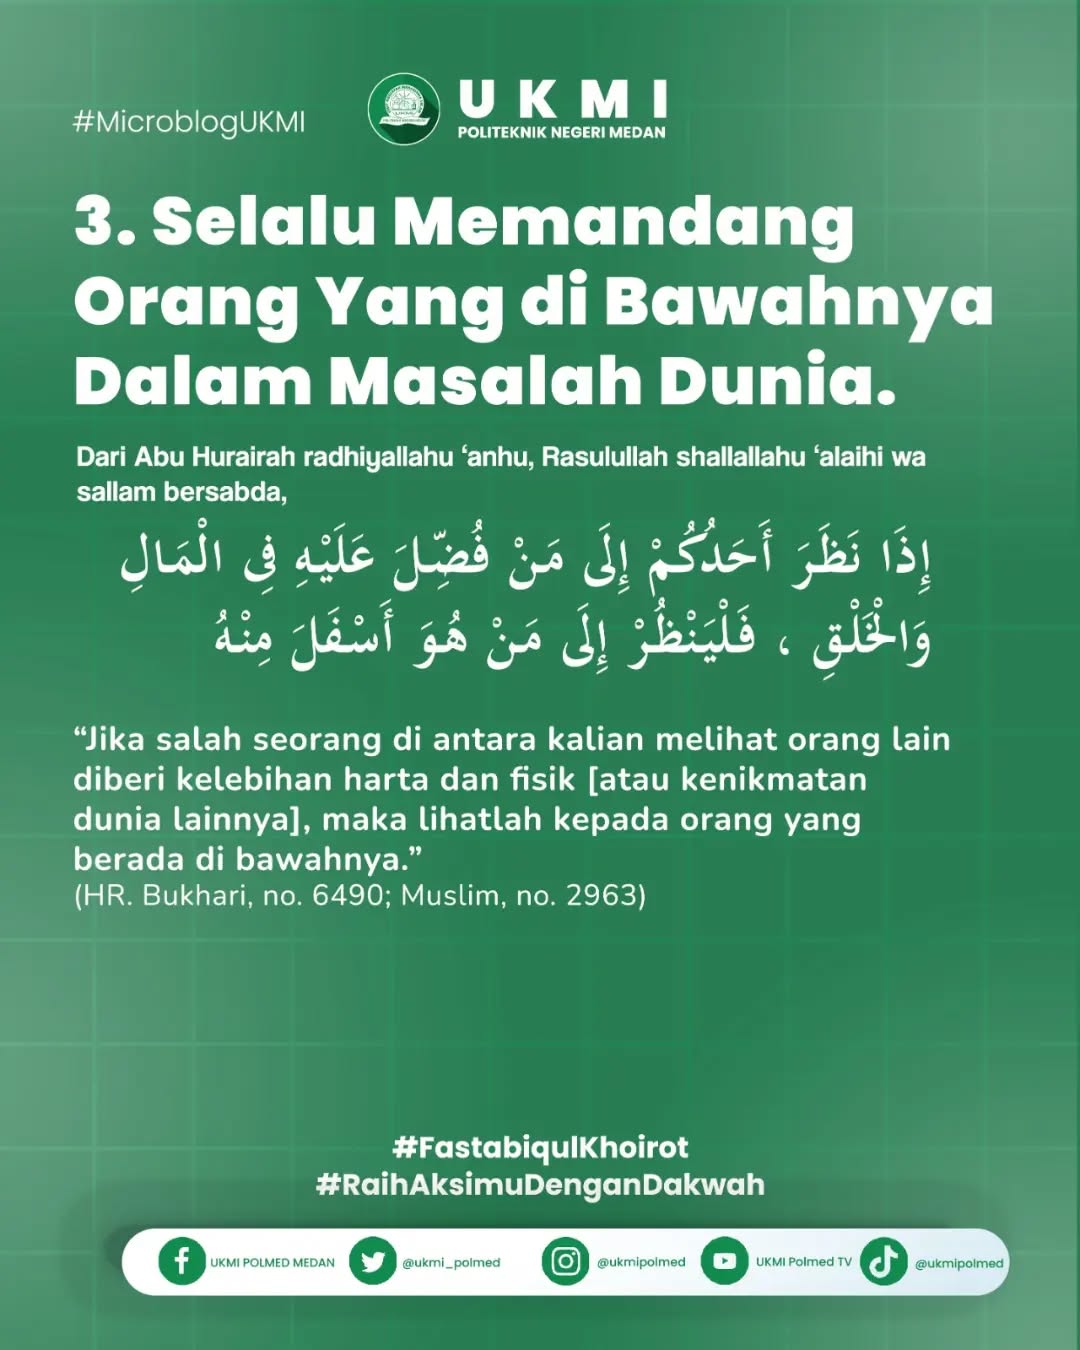 #MicroblogUKMI
UKMI
POLITEKNIK NEGERI MEDAN
3. Selalu Memandang
Orang Yang di Bawahnya
Dalam Masalah Dunia.
Dari Abu Hurairah radhiyallahu ‘anhu, Rasulullah shallallahu ‘alaihi wa
sallam bersabda,
إِذَا نَظَرَ أَحَدُكُمْ إِلَى مَنْ فُضِّلَ عَلَيْهِ فِى الْمَالِ
وَالْخَلْقِ ، فَلْيَنْظُرْ إِلَى مَنْ هُوَ أَسْفَلَ مِنْهُ
“Jika salah seorang di antara kalian melihat orang lain
diberi kelebihan harta dan fisik [atau kenikmatan
dunia lainnya], maka lihatlah kepada orang yang
berada di bawahnya.”
(HR. Bukhari, no. 6490; Muslim, no. 2963)
#FastabiqulKhoirot
#RaihAksimuDenganDakwah
UKMI POLMED MEDAN @ukmi_polmed @ukmipolmed UKMI Polmed TV @ukmipolmed